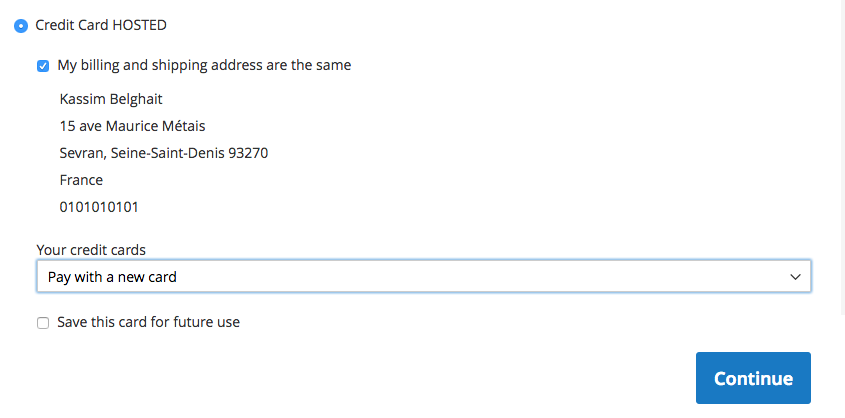 Credit Card HOSTED
My billing and shipping address are the same
Kassim Belghait
15 ave Maurice Métais
Sevran, Seine-Saint-Denis 93270
France
0101010101
Your credit cards
Pay with a new card
Save this card for future use
Continue